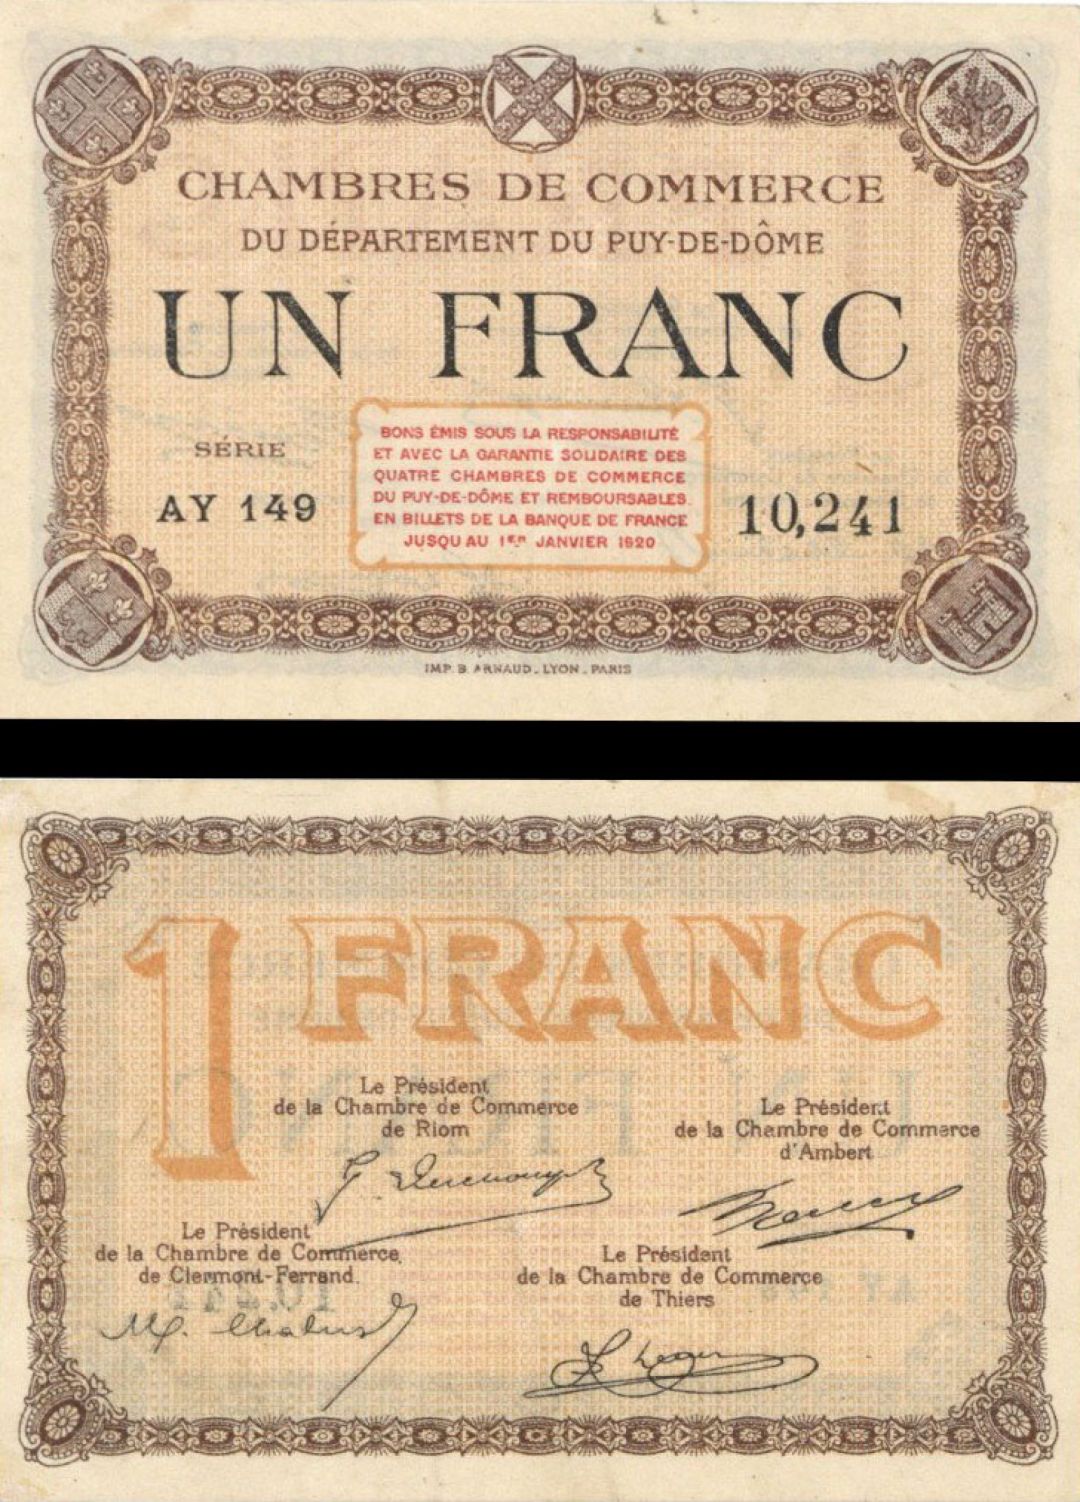 CHAMBRES DE COMMERCE
DU DÉPARTEMENT DU PUY-DE-DÔME
UN FRANC
BONS ÉMIS SOUS LA RESPONSABILITÉ
ET AVEC LA GARANTIE SOLIDAIRE DES
QUATRE CHAMBRES DE COMMERCE
DU PUY-DE-DÔME ET REMBOURSABLES
EN BILLETS DE LA BANQUE DE FRANCE
JUSQU'AU 1ER JANVIER 1920
SÉRIE
AY 149
10,241
IMP. B. ARNAUD. LYON. PARIS
1 FRANC
Le Président
de la Chambre de Commerce
de Riom
Le Président
de la Chambre de Commerce
d'Ambert
Le Président
de la Chambre de Commerce
de Clermont-Ferrand.
Le Président
de la Chambre de Commerce
de Thiers